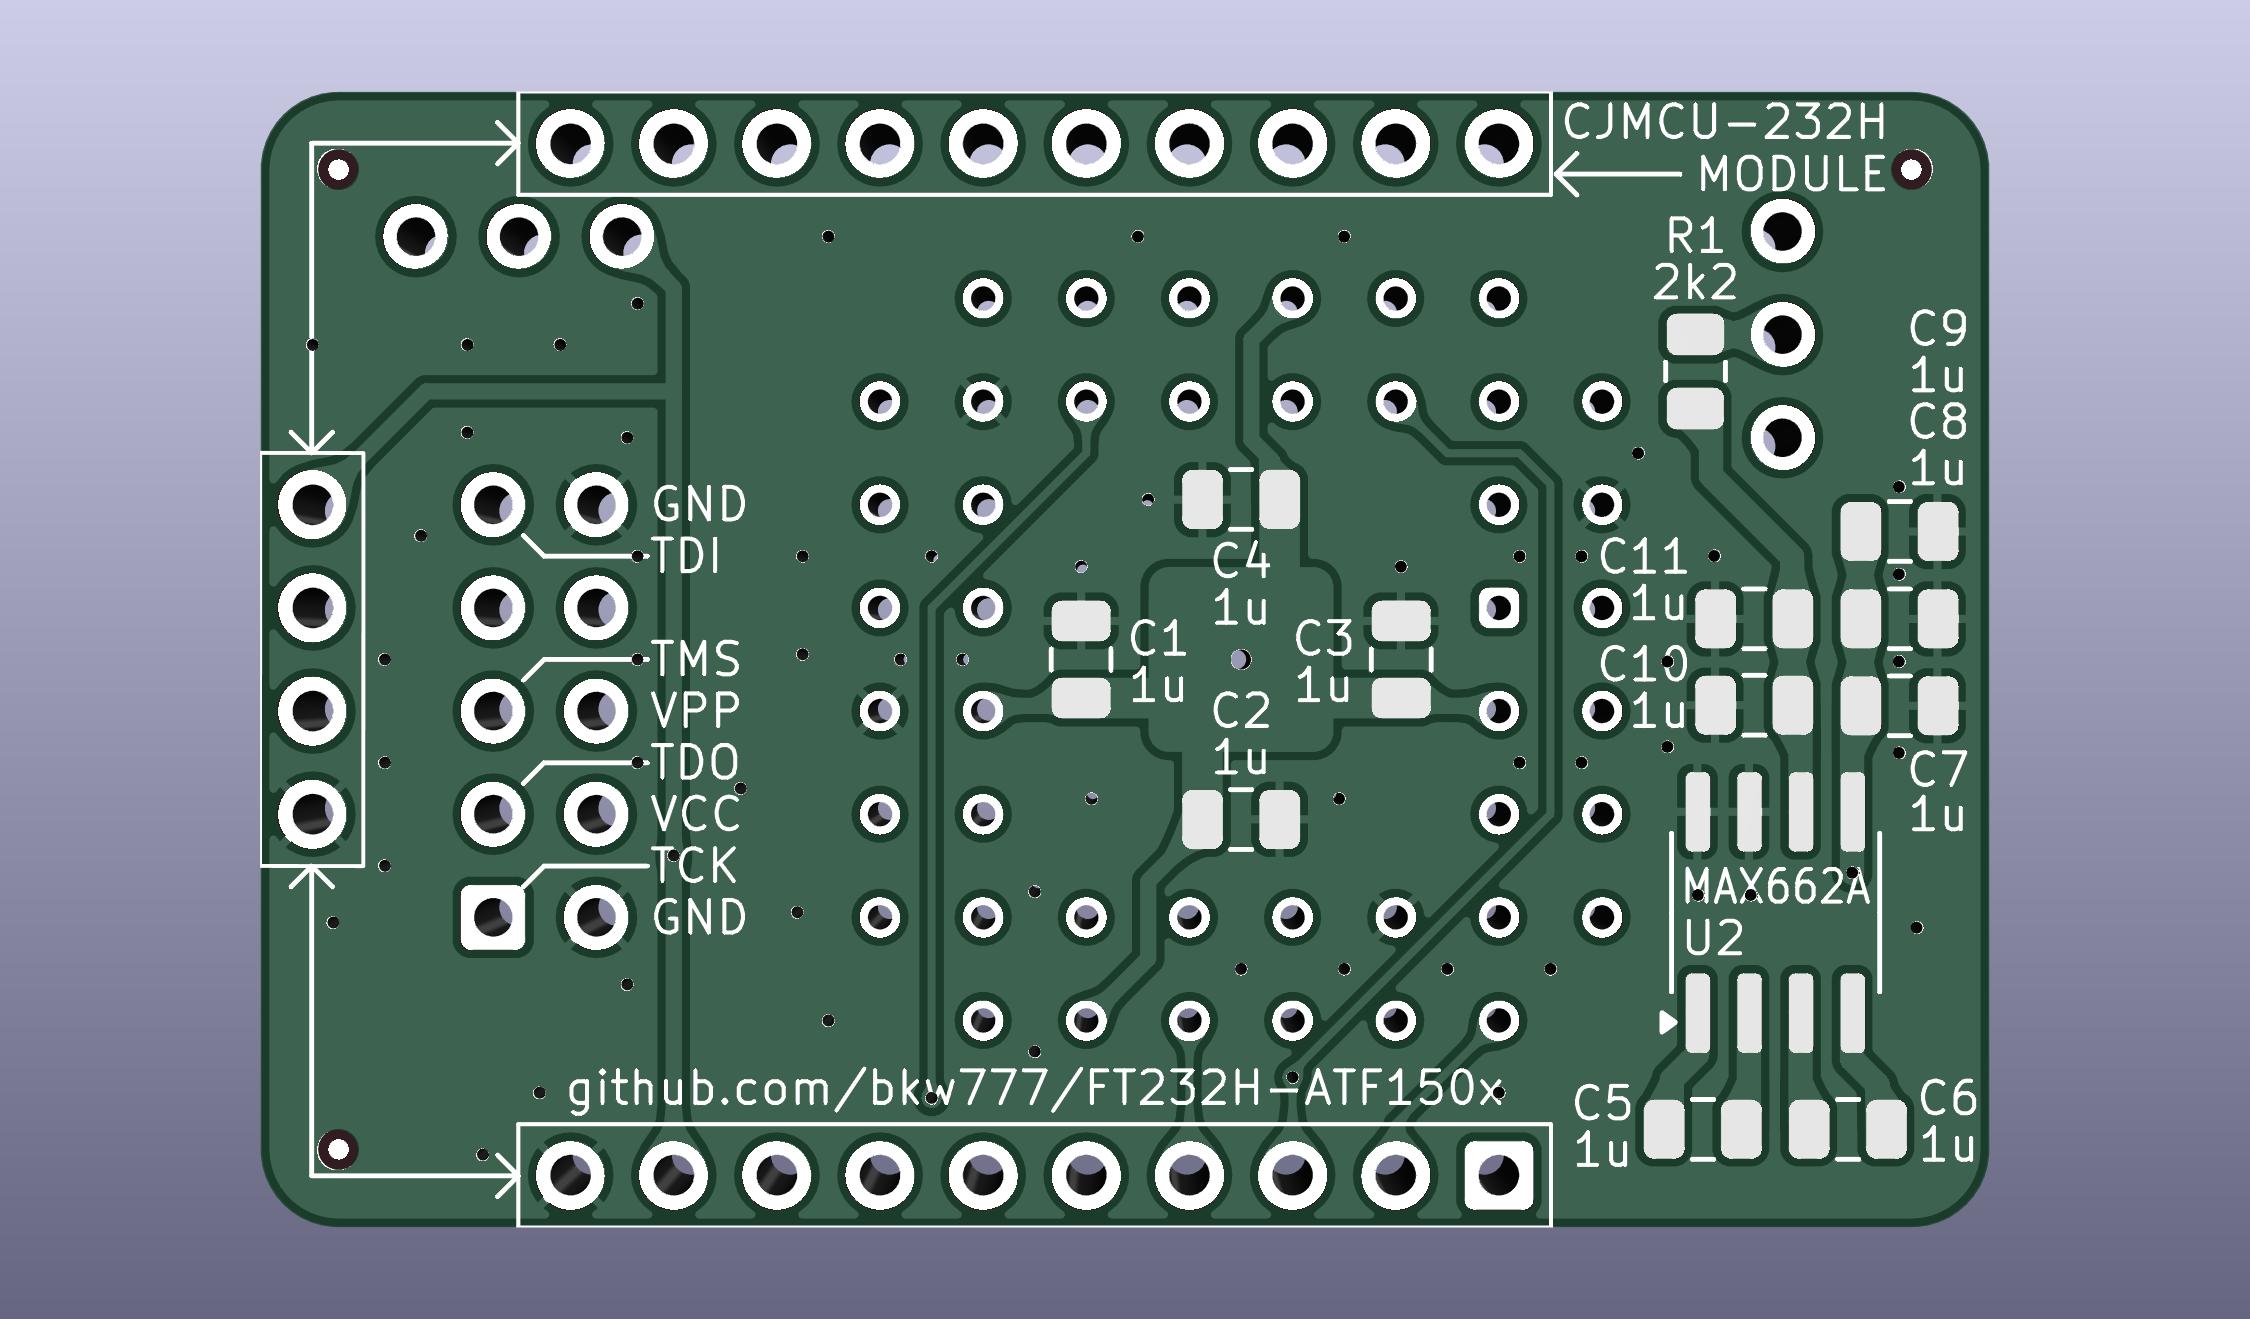 CJMCU-232H
MODULE
R1
2k2
C9
1u
C8
1u
GND
TDI
TMS
VPP
TDO
VCC
TCK
GND
C4
1u
C1
1u
C3
1u
C2
1u
C11
1u
C10
1u
C7
1u
MAX662A
U2
github.com/bkw777/FT232H-ATF150x
C5
1u
C6
1u